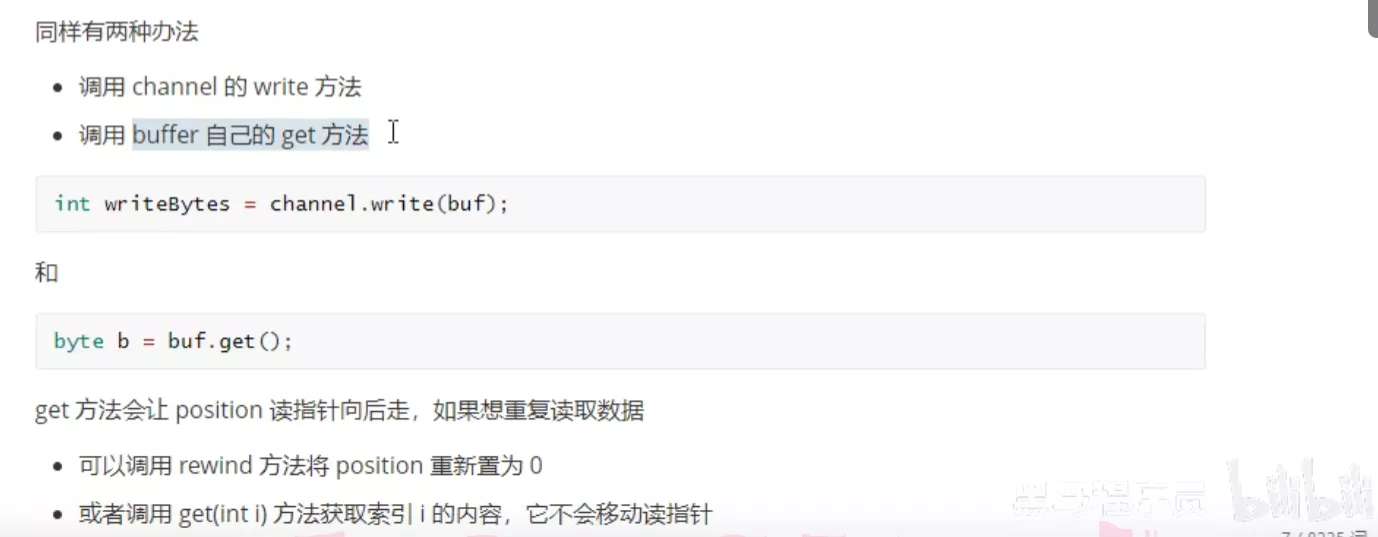 同样有两种办法
• 调用 channel 的 write 方法
• 调用 buffer 自己的 get 方法
int writeBytes = channel.write(buf);
和
byte b = buf.get();
get 方法会让 position 读指针向后走，如果想重复读取数据
• 可以调用 rewind 方法将 position 重新置为 0
• 或者调用 get(int i) 方法获取索引 i 的内容，它不会移动读指针
黑马程序员 bilibili